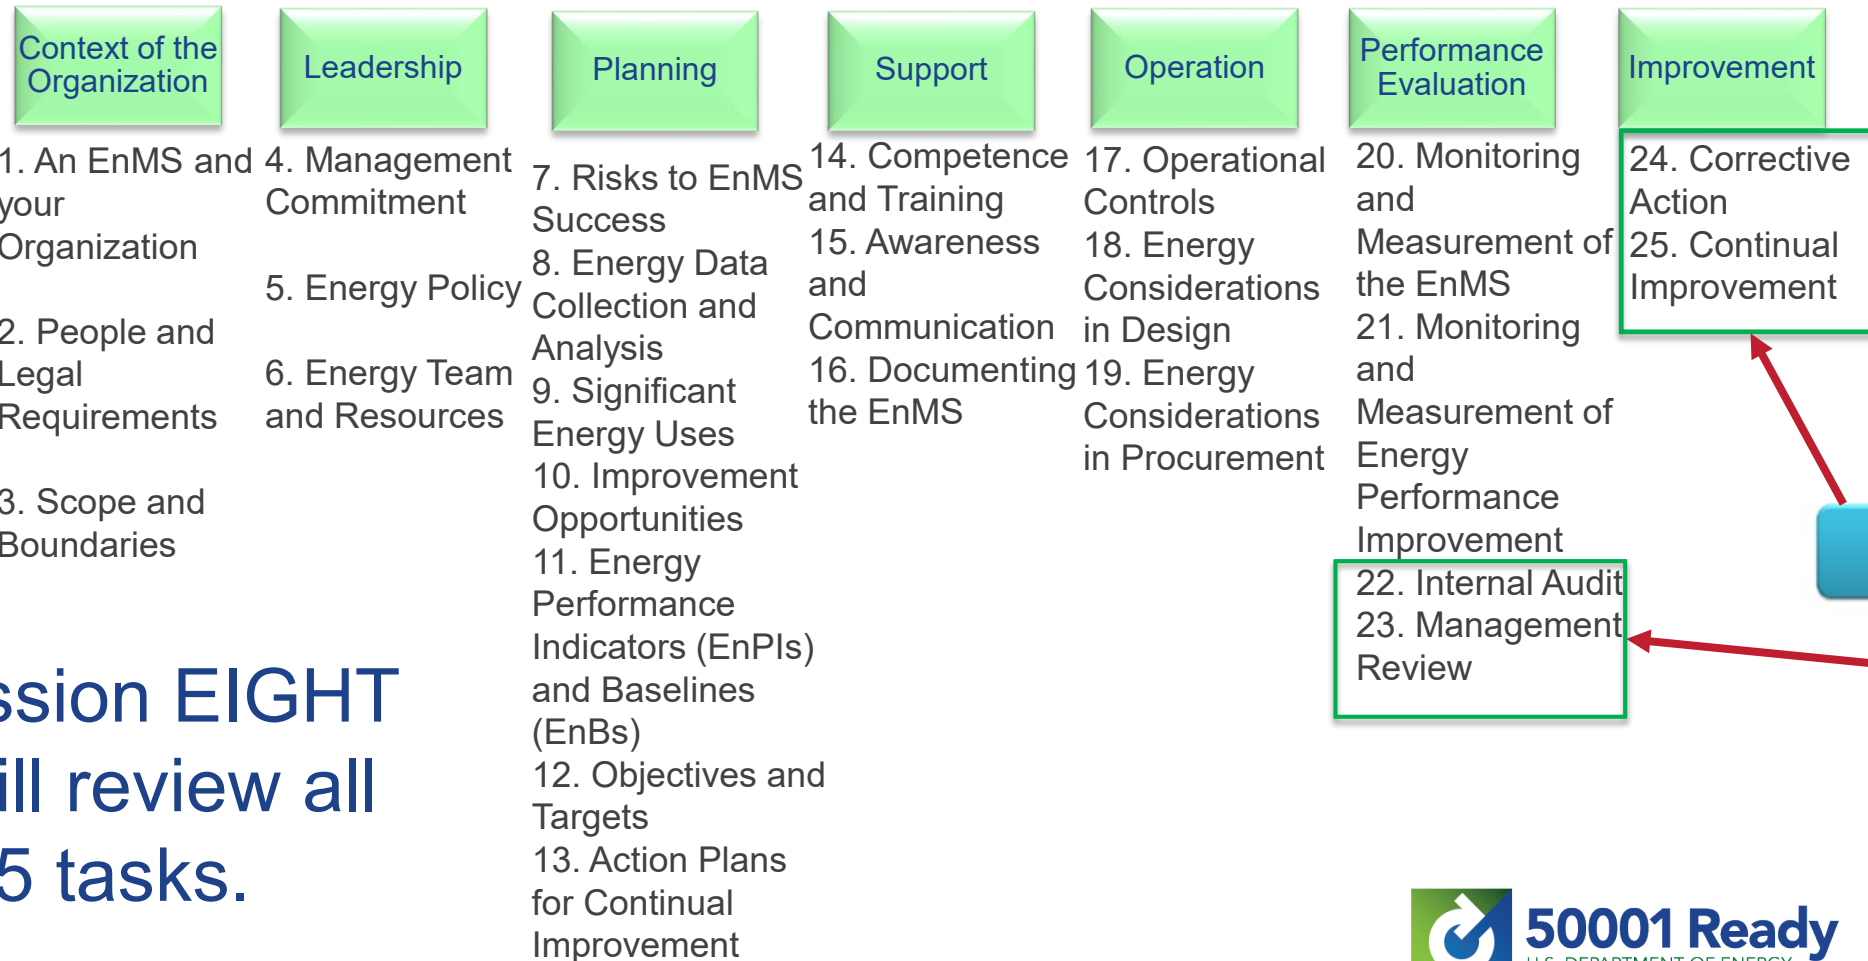 Context of the
Organization
Leadership
Planning
Support
Operation
Performance
Evaluation
Improvement
1. An EnMS and
your
Organization
2. People and
Legal
Requirements
3. Scope and
Boundaries
4. Management
Commitment
5. Energy Policy
6. Energy Team
and Resources
7. Risks to EnMS
Success
8. Energy Data
Collection and
Analysis
9. Significant
Energy Uses
10. Improvement
Opportunities
11. Energy
Performance
Indicators (EnPIs)
and Baselines
(EnBs)
12. Objectives and
Targets
13. Action Plans
for Continual
Improvement
14. Competence
and Training
15. Awareness
and
Communication
16. Documenting
the EnMS
17. Operational
Controls
18. Energy
Considerations
in Design
19. Energy
Considerations
in Procurement
20. Monitoring
and
Measurement of
the EnMS
21. Monitoring
and
Measurement of
Energy
Performance
Improvement
22. Internal Audit
23. Management
Review
24. Corrective
Action
25. Continual
Improvement
ssion EIGHT
ill review all
5 tasks.
50001 Ready
U.S. DEPARTMENT OF ENERGY